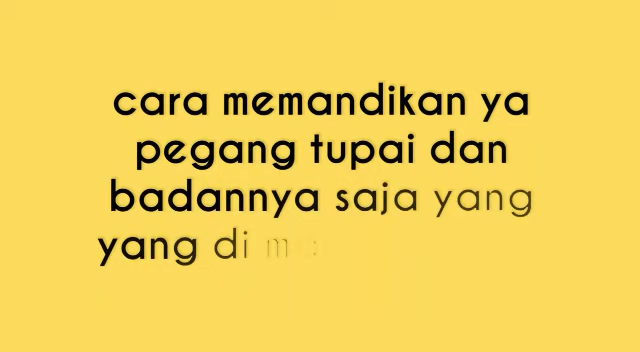 cara memandikan ya
pegang tupai dan
badannya saja yang
yang di